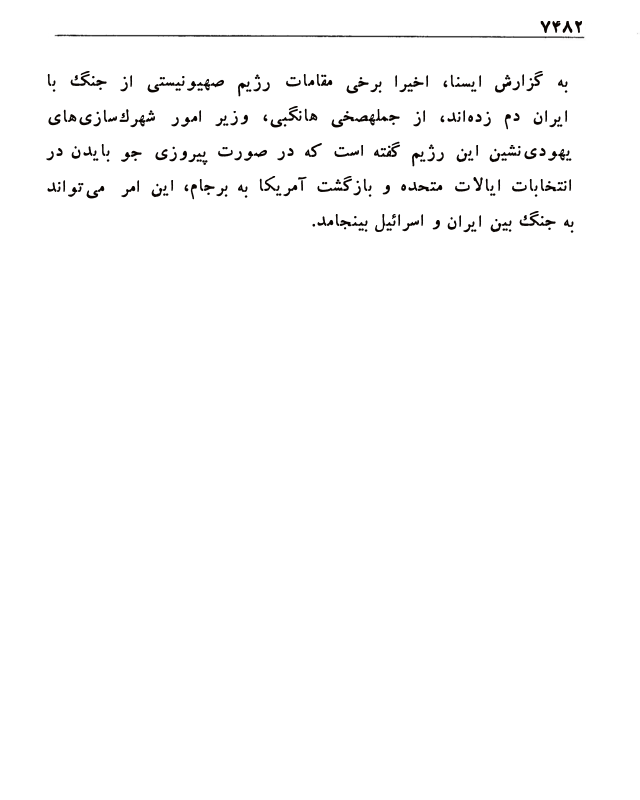 ۷۴۸۲
به گزارش ایسنا، اخیرا برخی مقامات رژیم صهیونیستی از جنگ با
ایران دم زده‌اند، از جملهصخی هانگبی، وزیر امور شهرک‌سازی‌های
یهودی‌نشین این رژیم گفته است که در صورت پیروزی جو بایدن در
انتخابات ایالات متحده و بازگشت آمریکا به برجام، این امر می‌تواند
به جنگ بین ایران و اسرائیل بینجامد.